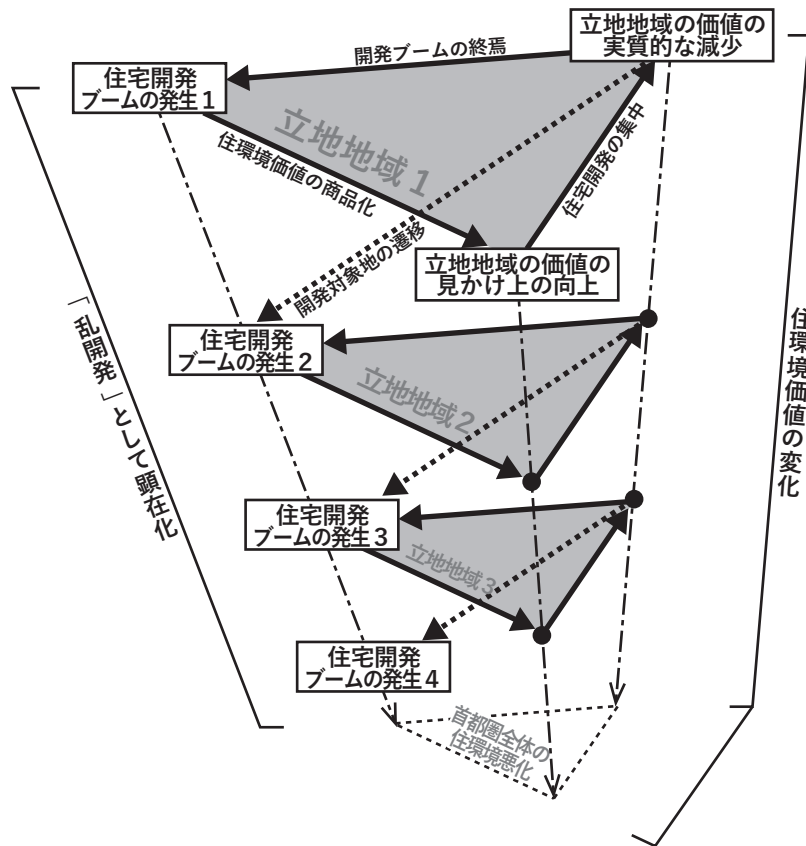 立地地域の価値の
実質的な減少
開発ブームの終焉
住宅開発
ブームの発生1
立地地域1
住環境価値の商品化
住宅開発の集中
開発対象地の遷移
立地地域の価値の
見かけ上の向上
住宅開発
ブームの発生2
立地地域2
「乱開発」として顕在化
住環境価値の変化
住宅開発
ブームの発生3
立地地域3
住宅開発
ブームの発生4
首都圏全体の
住環境悪化